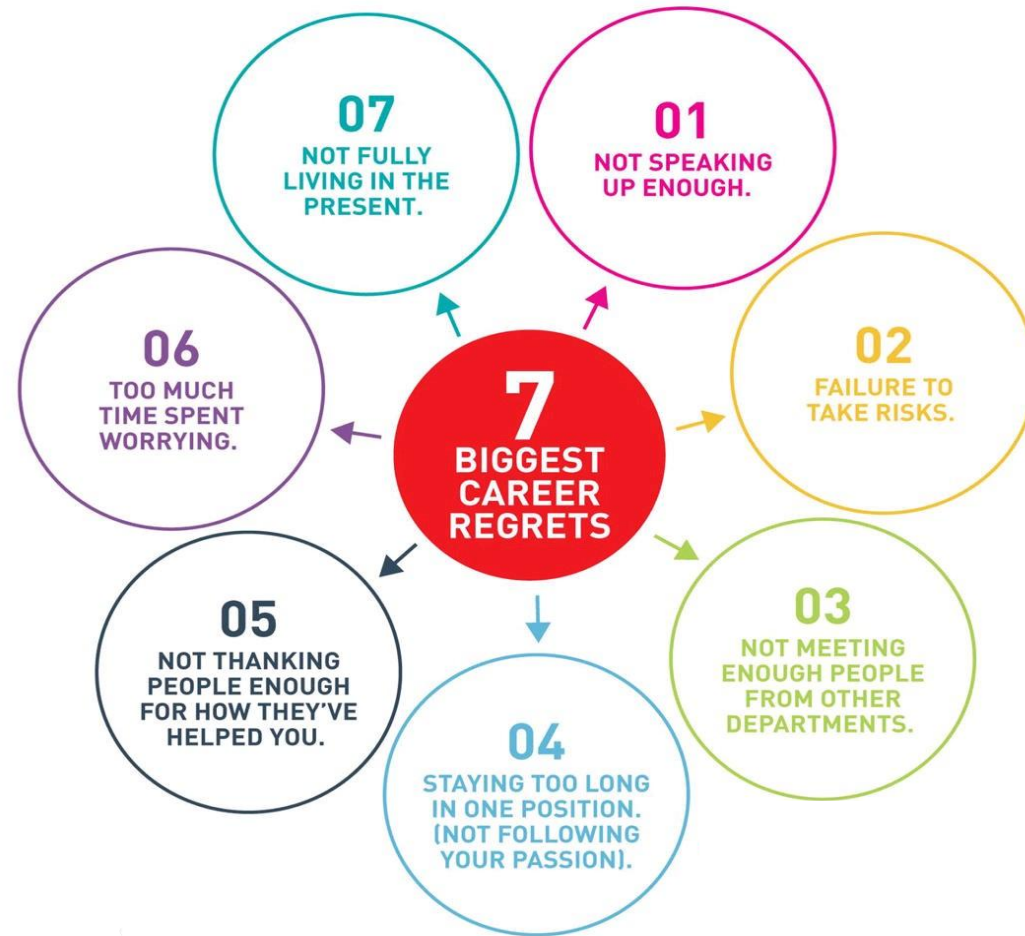 7
BIGGEST
CAREER
REGRETS
01
NOT SPEAKING
UP ENOUGH.
02
FAILURE TO
TAKE RISKS.
03
NOT MEETING
ENOUGH PEOPLE
FROM OTHER
DEPARTMENTS.
04
STAYING TOO LONG
IN ONE POSITION.
(NOT FOLLOWING
YOUR PASSION).
05
NOT THANKING
PEOPLE ENOUGH
FOR HOW THEY'VE
HELPED YOU.
06
TOO MUCH
TIME SPENT
WORRYING.
07
NOT FULLY
LIVING IN THE
PRESENT.